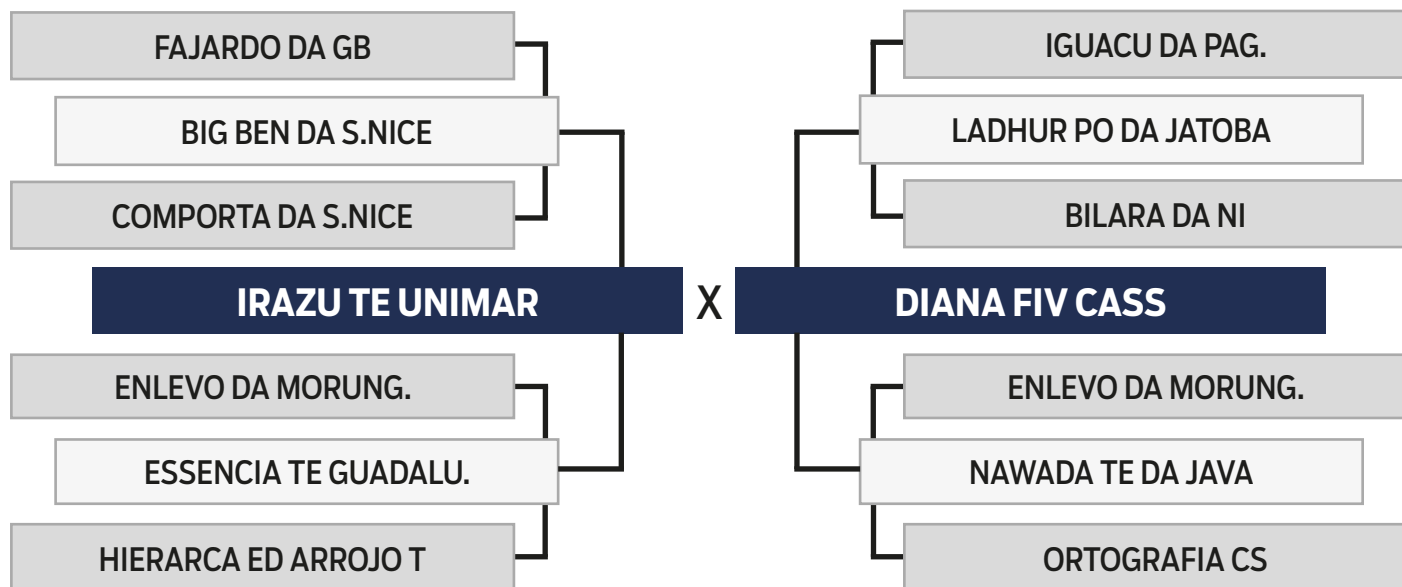 FAJARDO DA GB
IGUACU DA PAG.
BIG BEN DA S.NICE
LADHUR PO DA JATOBA
COMPORTA DA S.NICE
BILARA DA NI
IRAZU TE UNIMAR X DIANA FIV CASS
ENLEVO DA MORUNG.
ENLEVO DA MORUNG.
ESSENCIA TE GUADALU.
NAWADA TE DA JAVA
HIERARCA ED ARROJO T
ORTOGRAFIA CS